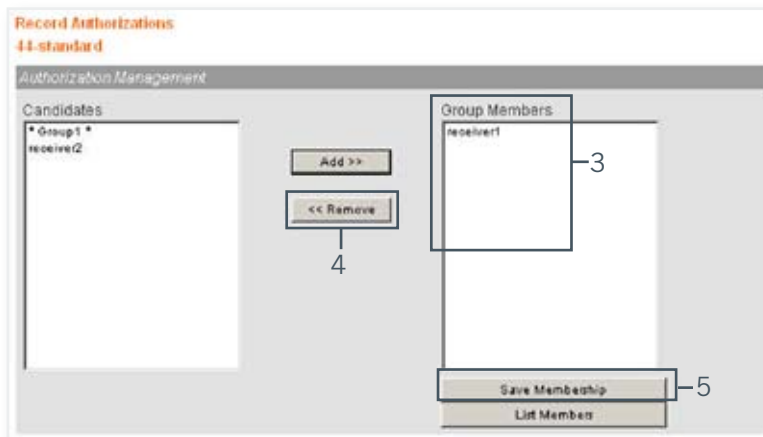 Record Authorizations
44-standard
Authorization Management
Candidates
* Group1 *
receiver2
Add >>
<< Remove
4
Group Members
receiver1
3
Save Membership
5
List Members